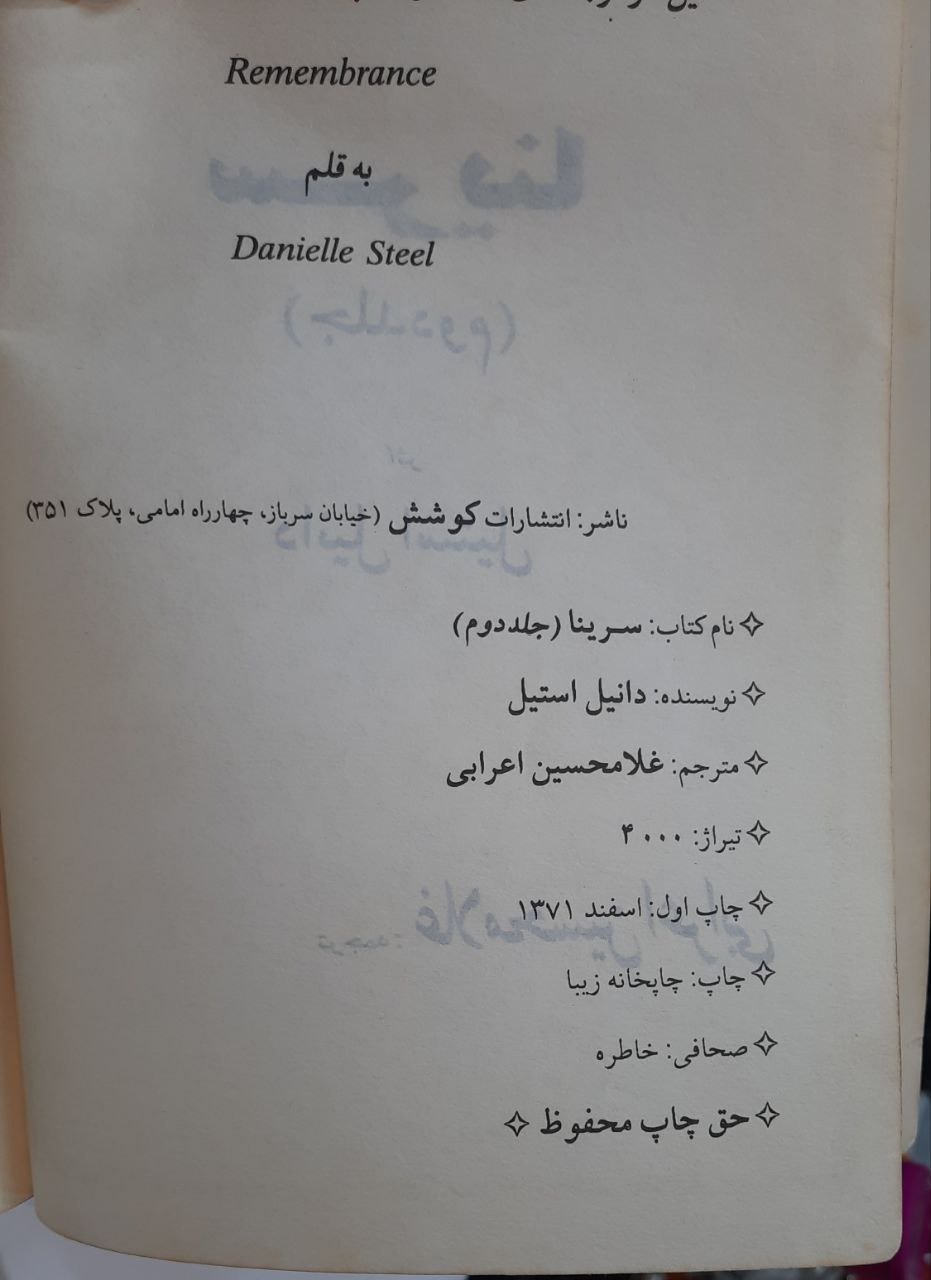 Remembrance
به قلم
Danielle Steel
ناشر: انتشارات کوشش (خیابان سرباز، چهارراه امامی، پلاک ۳۵۱)
نام کتاب: سرینا (جلد دوم)
نویسنده: دانیل استیل
مترجم: غلامحسین اعرابی
تیراژ: ۴۰۰۰
چاپ اول: اسفند ۱۳۷۱
چاپ: چاپخانه زیبا
صحافی: خاطره
حق چاپ محفوظ